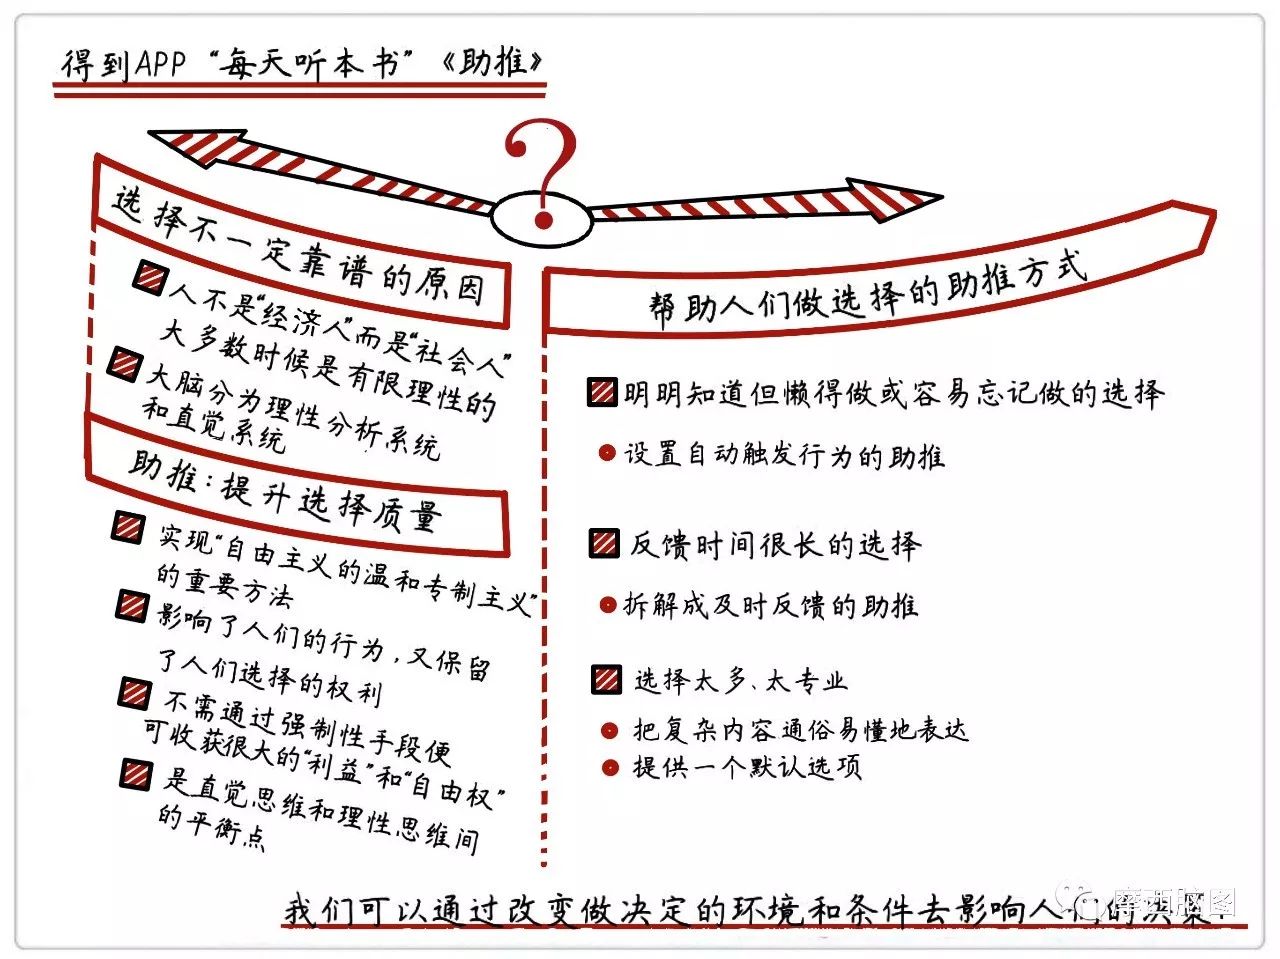 得到APP“每天听本书”《助推》
?
选择不一定靠谱的原因
人不是“经济人”而是“社会人”
大多数时候是有限理性的
大脑分为理性分析系统
和直觉系统
助推:提升选择质量
实现“自由主义的温和专制主义”
的重要方法
影响了人们的行为,又保留
了人们选择的权利
不需通过强制性手段便
可收获很大的“利益”和“自由权”
是直觉思维和理性思维间
的平衡点
帮助人们做选择的助推方式
明明知道但懒得做或容易忘记做的选择
设置自动触发行为的助推
反馈时间很长的选择
拆解成及时反馈的助推
选择太多、太专业
把复杂内容通俗易懂地表达
提供一个默认选项
我们可以通过改变做决定的环境和条件去影响人们的决策!
摩西脑图